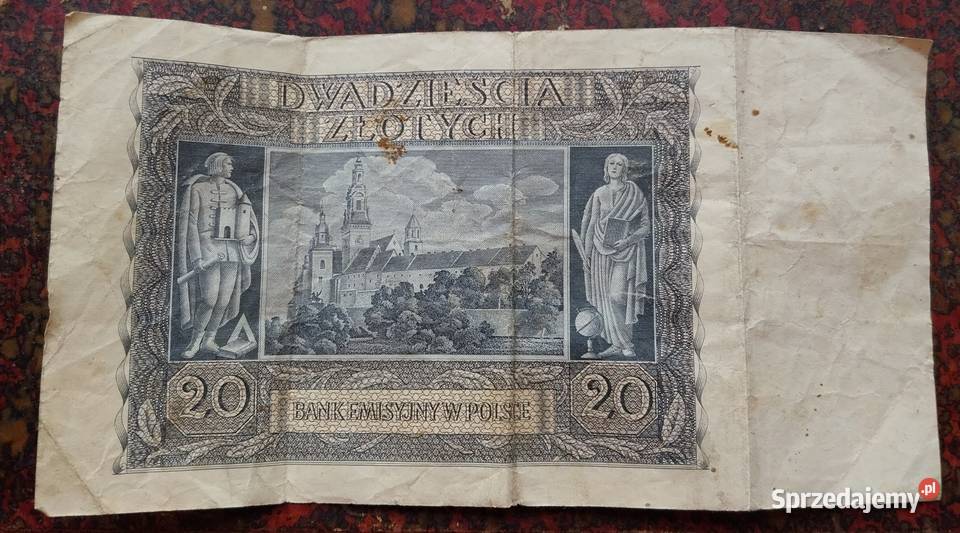 DWADZIEŚCIA
ZŁOTYCH
20 20
BANK EMISYJNY W POLSCE
Sprzedajemy.pl